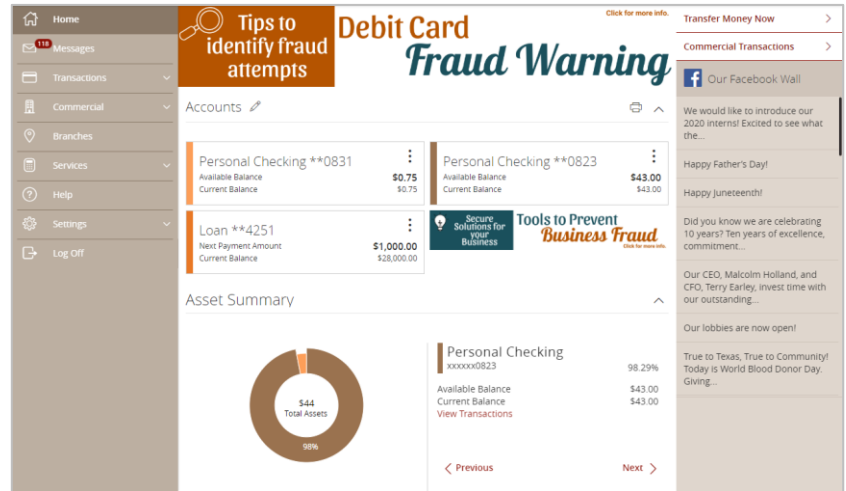 Home
118
Messages
Transactions
Commercial
Branches
Services
Help
Settings
Log Off
Tips to
identify fraud
attempts
Debit Card
Fraud Warning
Click for more info.
Accounts
Personal Checking **0831
Available Balance $0.75
Current Balance $0.75
Personal Checking **0823
Available Balance $43.00
Current Balance $43.00
Loan **4251
Next Payment Amount $1,000.00
Current Balance $28,000.00
Secure
Solutions for
your
Business
Tools to Prevent
Business Fraud
Click for more info.
Asset Summary
$44
Total Assets
98%
Personal Checking
xxxxxx0823 98.29%
Available Balance $43.00
Current Balance $43.00
View Transactions
Previous Next
Transfer Money Now
Commercial Transactions
f Our Facebook Wall
We would like to introduce our
2020 interns! Excited to see what
the...
Happy Father's Day!
Happy Juneteenth!
Did you know we are celebrating
10 years? Ten years of excellence,
commitment...
Our CEO, Malcolm Holland, and
CFO, Terry Earley, invest time with
our outstanding...
Our lobbies are now open!
True to Texas, True to Community!
Today is World Blood Donor Day.
Giving...